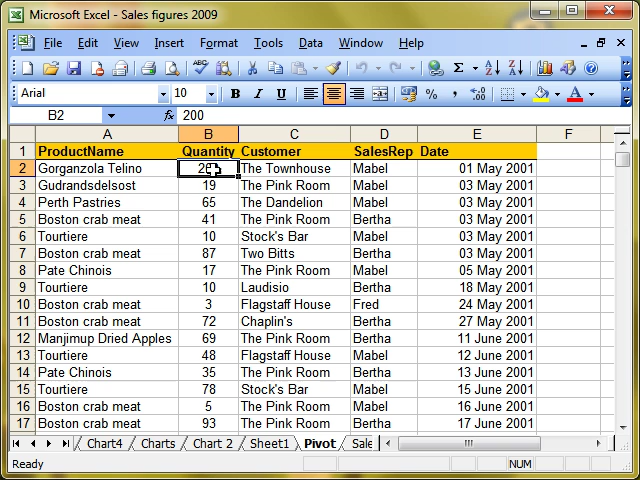 Microsoft Excel - Sales figures 2009
File Edit View Insert Format Tools Data Window Help
Arial 10 B I U % ,
B2 fx 200
A B C D E F
1 ProductName Quantity Customer SalesRep Date
2 Gorganzola Telino The Townhouse Mabel 01 May 2001
3 Gudrandsdelsost 19 The Pink Room Mabel 03 May 2001
4 Perth Pastries 65 The Dandelion Mabel 03 May 2001
5 Boston crab meat 41 The Pink Room Bertha 03 May 2001
6 Tourtiere 10 Stock's Bar Mabel 03 May 2001
7 Boston crab meat 87 Two Bitts Bertha 03 May 2001
8 Pate Chinois 17 The Pink Room Mabel 05 May 2001
9 Tourtiere 10 Laudisio Bertha 18 May 2001
10 Boston crab meat 3 Flagstaff House Fred 24 May 2001
11 Boston crab meat 72 Chaplin's Bertha 27 May 2001
12 Manjimup Dried Apples 69 The Pink Room Bertha 11 June 2001
13 Tourtiere 48 Flagstaff House Mabel 12 June 2001
14 Pate Chinois 35 The Pink Room Bertha 13 June 2001
15 Tourtiere 78 Stock's Bar Mabel 15 June 2001
16 Boston crab meat 5 The Pink Room Mabel 16 June 2001
17 Boston crab meat 93 The Pink Room Bertha 17 June 2001
Chart4 Charts Chart 2 Sheet1 Pivot Sale
Ready NUM